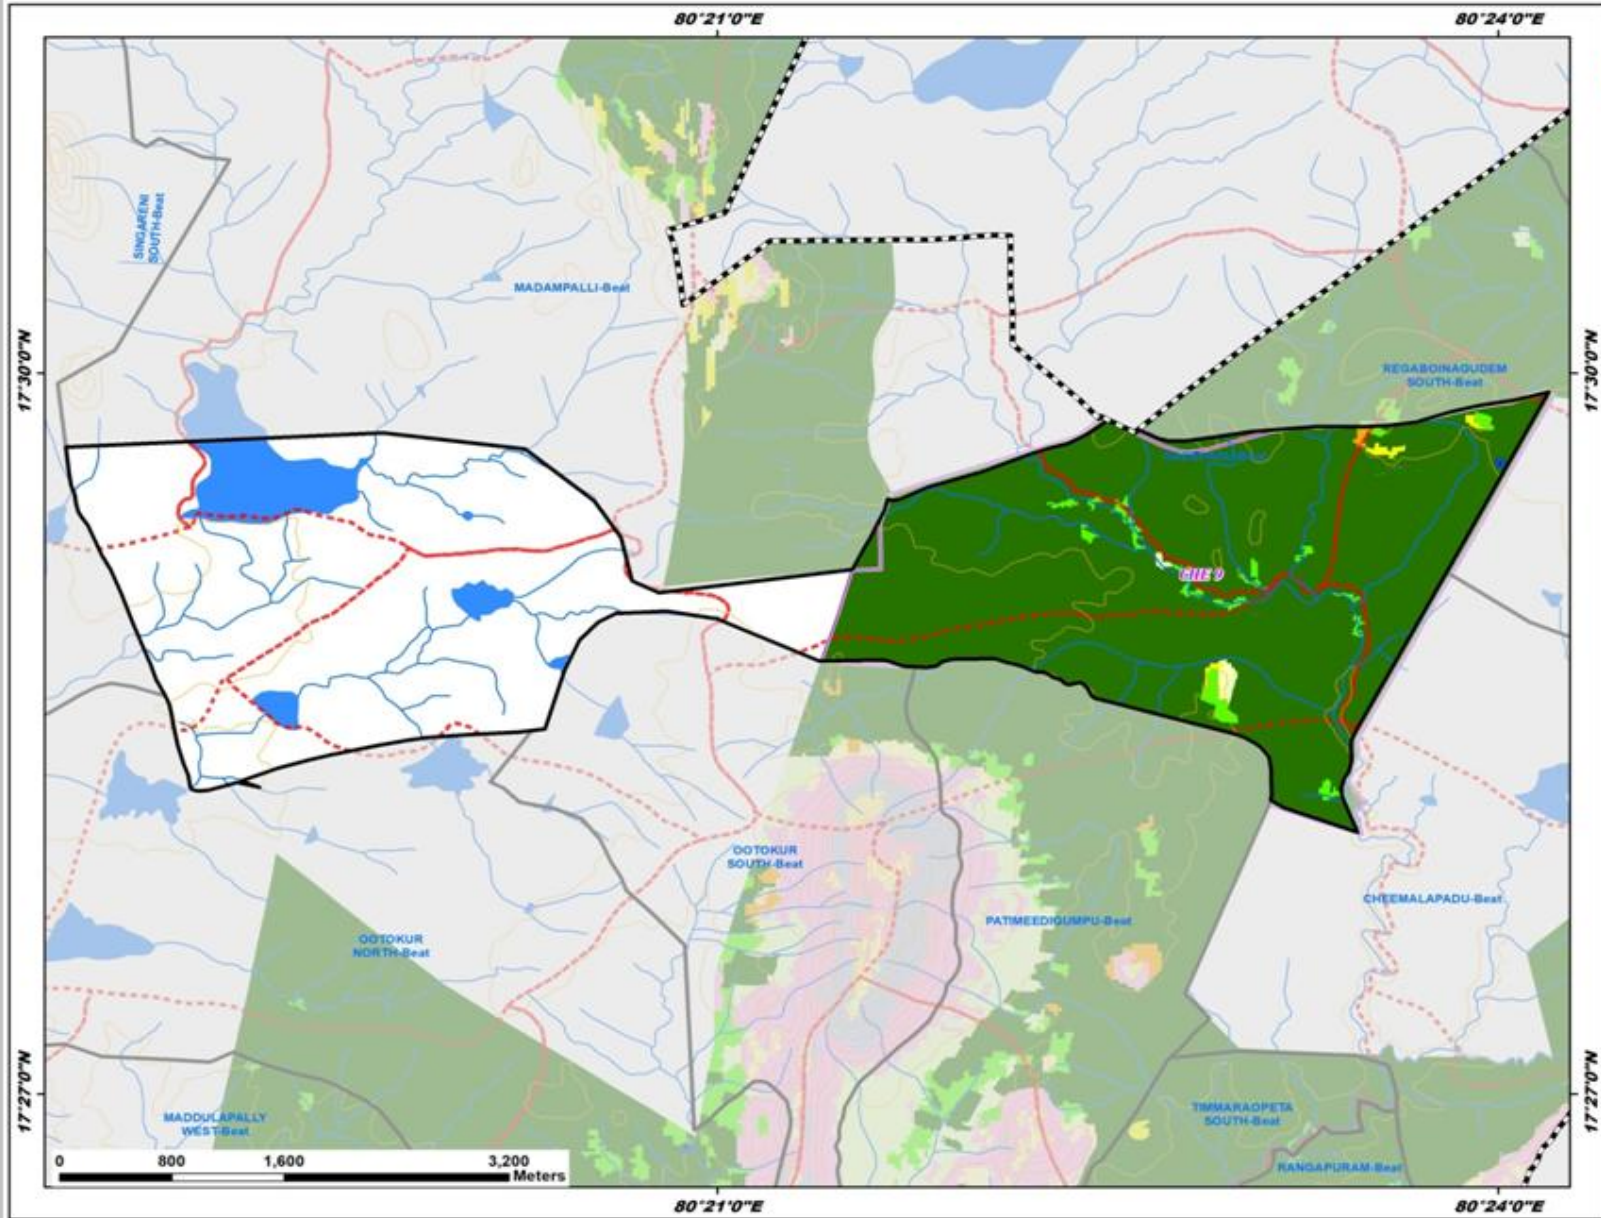 80°21'0"E
80°24'0"E
SINGARENI
SOUTH-Beat
MADAMPALLI-Beat
17°30'0"N
17°30'0"N
REGABOINAGUDEM
SOUTH-Beat
CHE 9
OOTOKUR
SOUTH-Beat
CHEEMALAPADU-Beat
PATIMEEDIGUMPU-Beat
OOTOKUR
NORTH-Beat
17°27'0"N
17°27'0"N
MADDULAPALLY
WEST-Beat
TIMMARAOPETA
SOUTH-Beat
RANGAPURAM-Beat
0 800 1,600 3,200
Meters
80°21'0"E
80°24'0"E